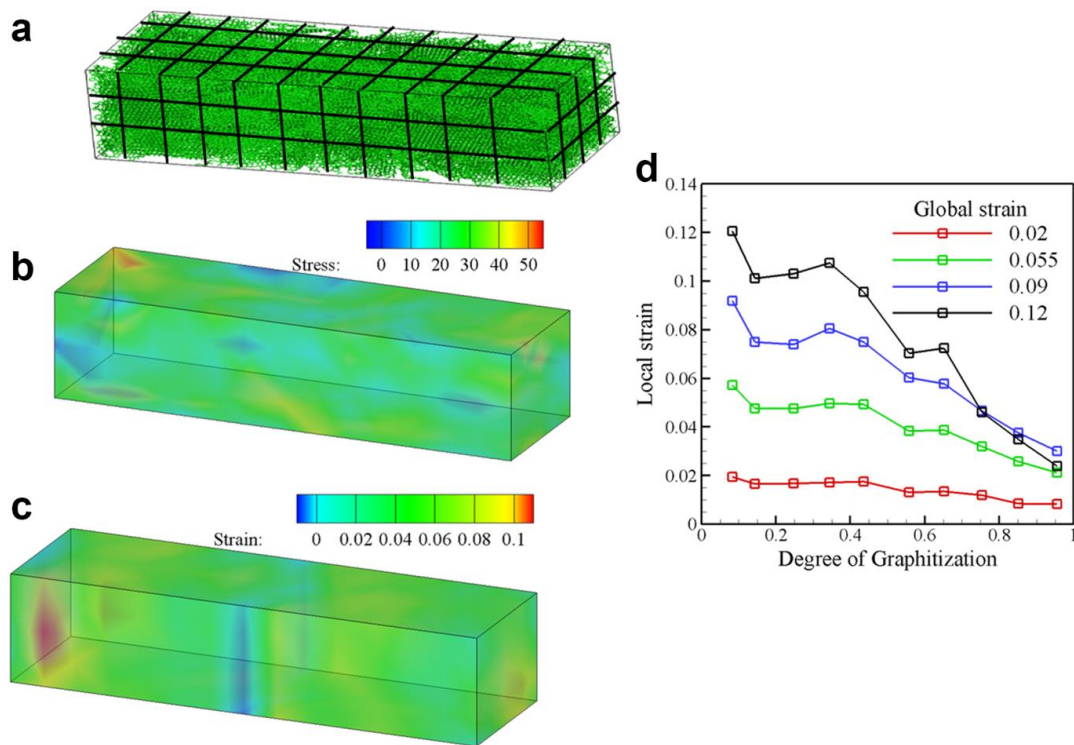 a
b
Stress: 0 10 20 30 40 50
c
Strain: 0 0.02 0.04 0.06 0.08 0.1
d
Global strain
0.02
0.055
0.09
0.12
Local strain
0.14
0.12
0.1
0.08
0.06
0.04
0.02
0
0 0.2 0.4 0.6 0.8 1
Degree of Graphitization